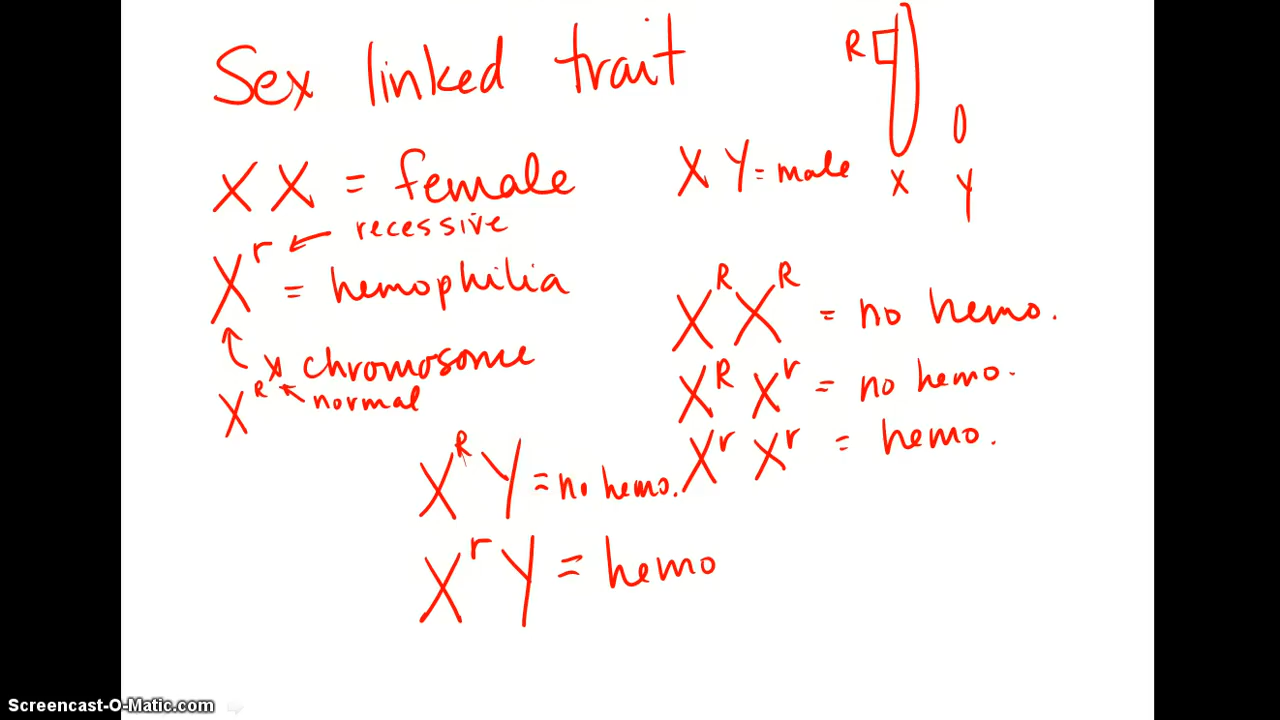 Sex linked trait
R
X Y
XX = female
XY = male
X^r ← recessive
= hemophilia
x chromosome
X^R ← normal
X^R X^R = no hemo.
X^R X^r = no hemo.
X^r X^r = hemo.
X^R Y = no hemo.
X^r Y = hemo
Screencast-O-Matic.com